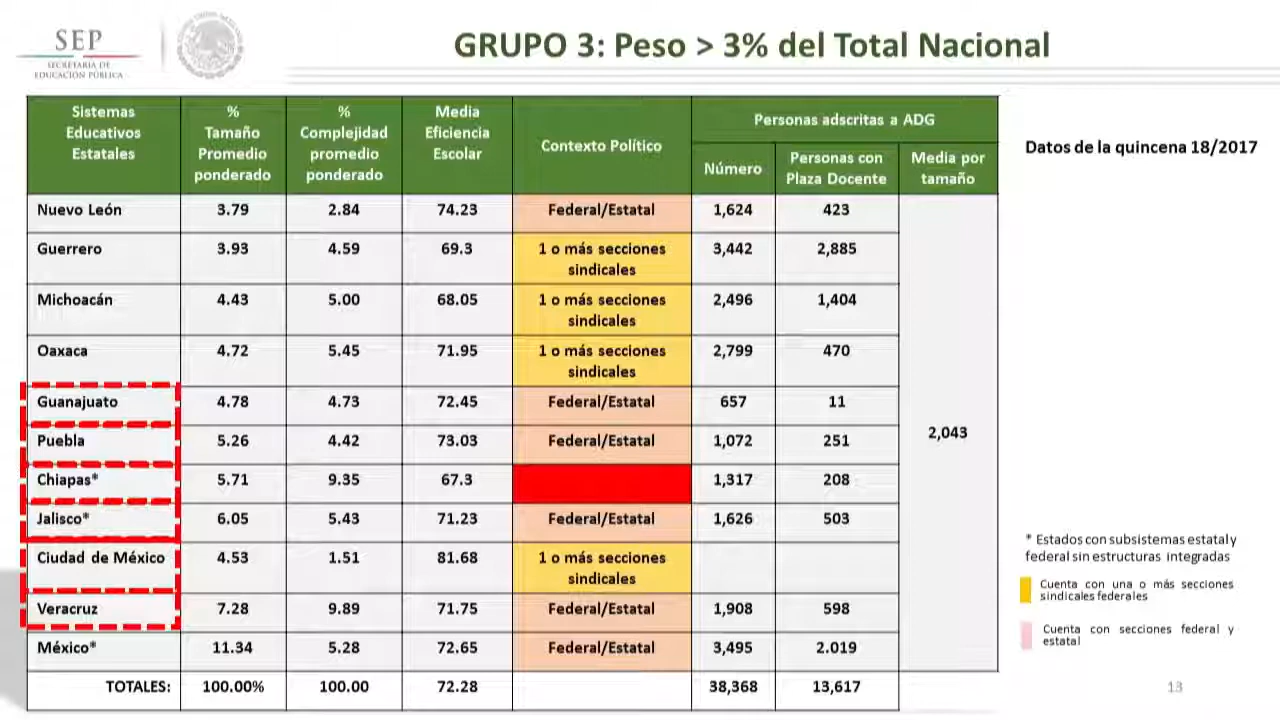 SEP
SECRETARÍA DE
EDUCACIÓN PÚBLICA
GRUPO 3: Peso > 3% del Total Nacional
Sistemas Educativos Estatales
% Tamaño Promedio ponderado
% Complejidad promedio ponderado
Media Eficiencia Escolar
Contexto Político
Personas adscritas a ADG
Número
Personas con Plaza Docente
Media por tamaño
Datos de la quincena 18/2017
Nuevo León 3.79 2.84 74.23 Federal/Estatal 1,624 423
Guerrero 3.93 4.59 69.3 1 o más secciones sindicales 3,442 2,885
Michoacán 4.43 5.00 68.05 1 o más secciones sindicales 2,496 1,404
Oaxaca 4.72 5.45 71.95 1 o más secciones sindicales 2,799 470
Guanajuato 4.78 4.73 72.45 Federal/Estatal 657 11
2,043
Puebla 5.26 4.42 73.03 Federal/Estatal 1,072 251
Chiapas* 5.71 9.35 67.3 1,317 208
Jalisco* 6.05 5.43 71.23 Federal/Estatal 1,626 503
Ciudad de México 4.53 1.51 81.68 1 o más secciones sindicales
Veracruz 7.28 9.89 71.75 Federal/Estatal 1,908 598
México* 11.34 5.28 72.65 Federal/Estatal 3,495 2.019
TOTALES: 100.00% 100.00 72.28 38,368 13,617
* Estados con subsistemas estatal y
federal sin estructuras integradas
Cuenta con una o más secciones
sindicales federales
Cuenta con secciones federal y
estatal
13